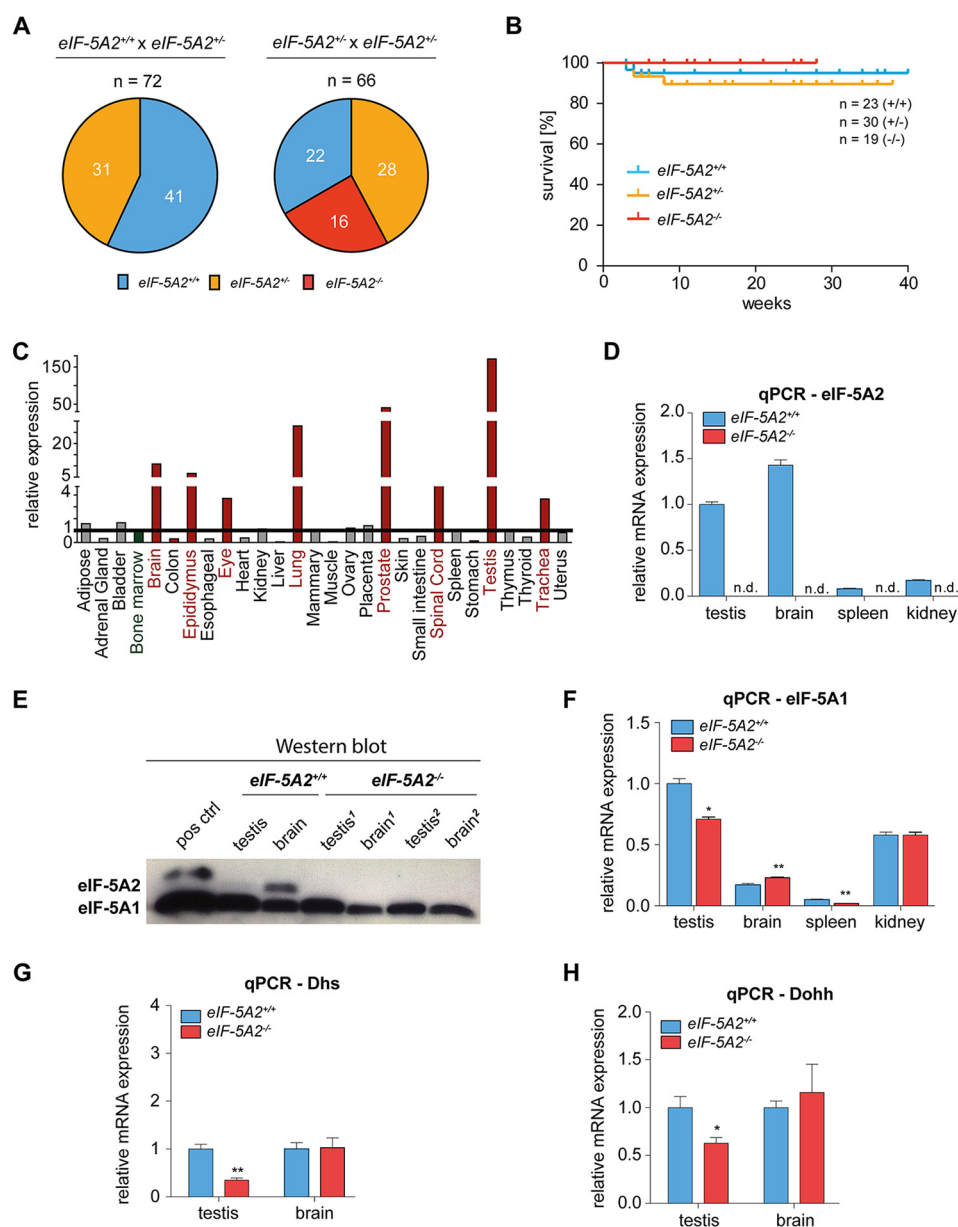 A
eIF-5A2+/+ x eIF-5A2+/-
eIF-5A2+/- x eIF-5A2+/-
n = 72
n = 66
31
41
22
28
16
eIF-5A2+/+
eIF-5A2+/-
eIF-5A2-/-
B
survival [%]
100
80
60
40
20
0
0
10
20
30
40
weeks
n = 23 (+/+)
n = 30 (+/-)
n = 19 (-/-)
eIF-5A2+/+
eIF-5A2+/-
eIF-5A2-/-
C
relative expression
150
50
20
5
4
1
0
Adipose
Adrenal Gland
Bladder
Bone marrow
Brain
Colon
Epididymus
Esophageal
Eye
Heart
Kidney
Liver
Lung
Mammary
Muscle
Ovary
Placenta
Prostate
Skin
Small intestine
Spinal Cord
Spleen
Stomach
Testis
Thymus
Thyroid
Trachea
Uterus
D
qPCR - eIF-5A2
relative mRNA expression
2.0
1.5
1.0
0.5
0.0
eIF-5A2+/+
eIF-5A2-/-
n.d.
n.d.
n.d.
n.d.
testis
brain
spleen
kidney
E
Western blot
eIF-5A2+/+
eIF-5A2-/-
pos ctrl
testis
brain
testis1
brain1
testis2
brain2
eIF-5A2
eIF-5A1
F
qPCR - eIF-5A1
relative mRNA expression
1.5
1.0
0.5
0.0
eIF-5A2+/+
eIF-5A2-/-
*
**
**
testis
brain
spleen
kidney
G
qPCR - Dhs
relative mRNA expression
4
3
2
1
0
eIF-5A2+/+
eIF-5A2-/-
**
testis
brain
H
qPCR - Dohh
relative mRNA expression
2.0
1.5
1.0
0.5
0.0
eIF-5A2+/+
eIF-5A2-/-
*
testis
brain